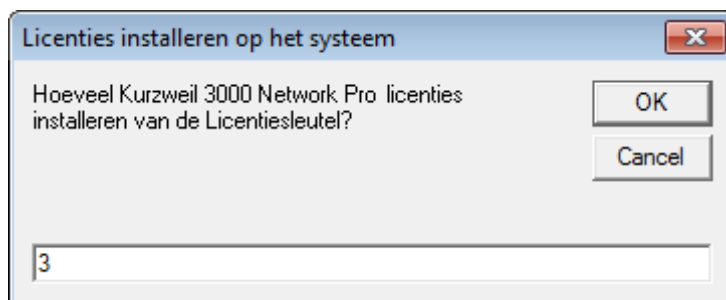 Licenties installeren op het systeem
Hoeveel Kurzweil 3000 Network Pro licenties
installeren van de Licentiesleutel?
OK
Cancel
3